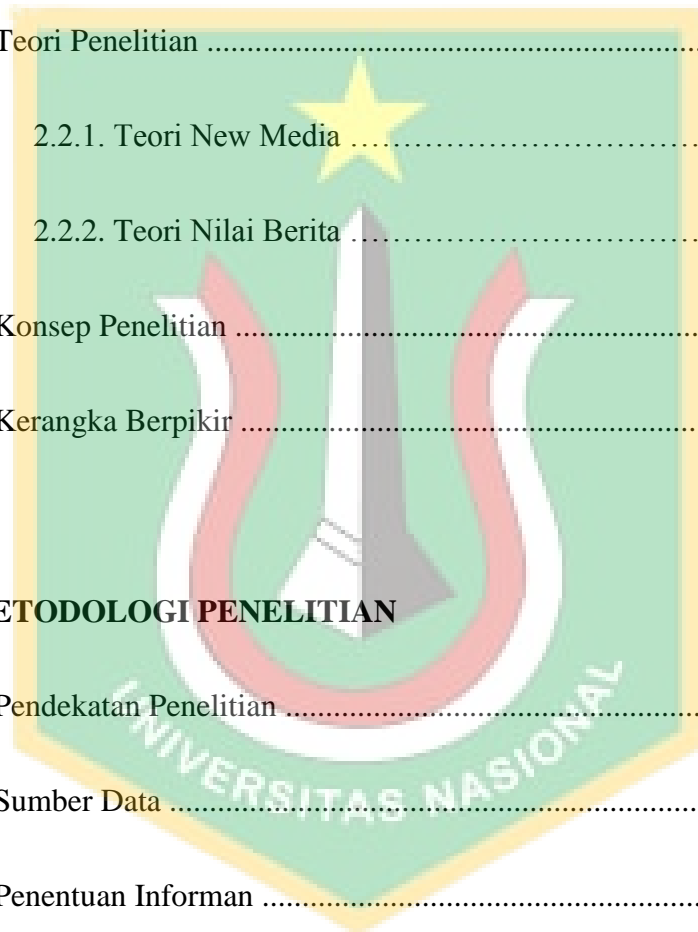 Teori Penelitian ..........................................................................
2.2.1. Teori New Media ……………………………………
2.2.2. Teori Nilai Berita ……………………………………
Konsep Penelitian ......................................................................
Kerangka Berpikir ....................................................................
ETODOLOGI PENELITIAN
Pendekatan Penelitian ..............................................................
Sumber Data ..............................................................................
Penentuan Informan .................................................................
UNIVERSITAS NASIONAL